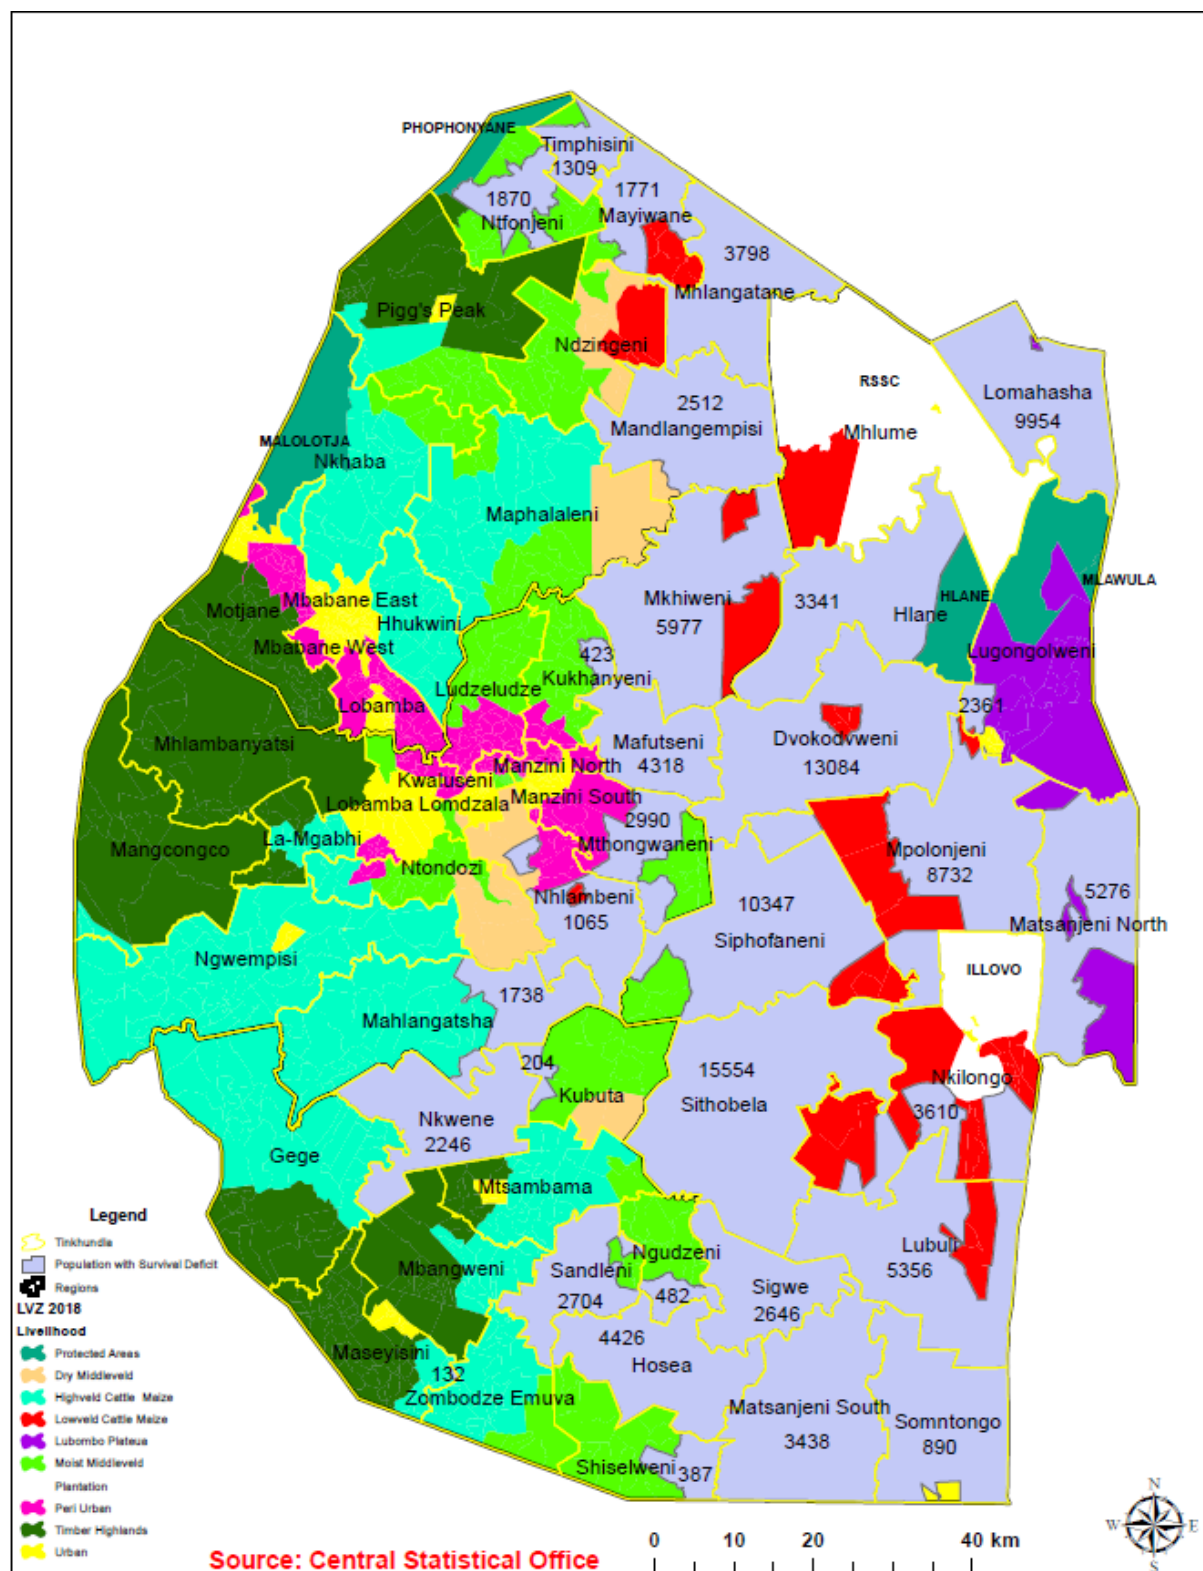 PHOPHONYANE
Timphisini
1309
1870
Ntfonjeni
1771
Mayiwane
3798
Mhlangatane
Pigg's Peak
Ndzingeni
RSSC
Lomahasha
9954
2512
Mandlangempisi
Mhlume
MALOLOTJA
Nkhaba
Maphalaleni
MLAWULA
HLANE
Mkhiweni
5977
3341
Hlane
Motjane
Mbabane East
Hhukwini
Mbabane West
423
Kukhanyeni
Lugongolweni
Ludzeludze
Lobamba
2361
Mhlambanyatsi
Mafutseni
4318
Dvokodvweni
13084
Kwaluseni
Manzini North
Lobamba Lomdzala
Manzini South
2990
Mthongwaneni
La-Mgabhi
Mangcongco
Ntondozi
Mpolonjeni
8732
Nhlambeni
1065
10347
Siphofaneni
5276
Matsanjeni North
Ngwempisi
ILLOVO
1738
Mahlangatsha
204
Kubuta
15554
Sithobela
Nkilongo
3610
Nkwene
2246
Gege
Mtsambama
Legend
Tinkhundla
Population with Survival Deficit
Regions
LVZ 2018
Livelihood
Protected Areas
Dry Middleveld
Highveld Cattle Maize
Lowveld Cattle Maize
Lubombo Plateua
Moist Middleveld
Plantation
Peri Urban
Timber Highlands
Urban
Mbangweni
Sandleni
2704
Ngudzeni
482
Sigwe
2646
Lubuli
5356
4426
Hosea
Maseyisini
132
Zombodze Emuva
Matsanjeni South
3438
Somntongo
890
Shiselweni
387
N
W
E
S
0 10 20 40 km
Source: Central Statistical Office